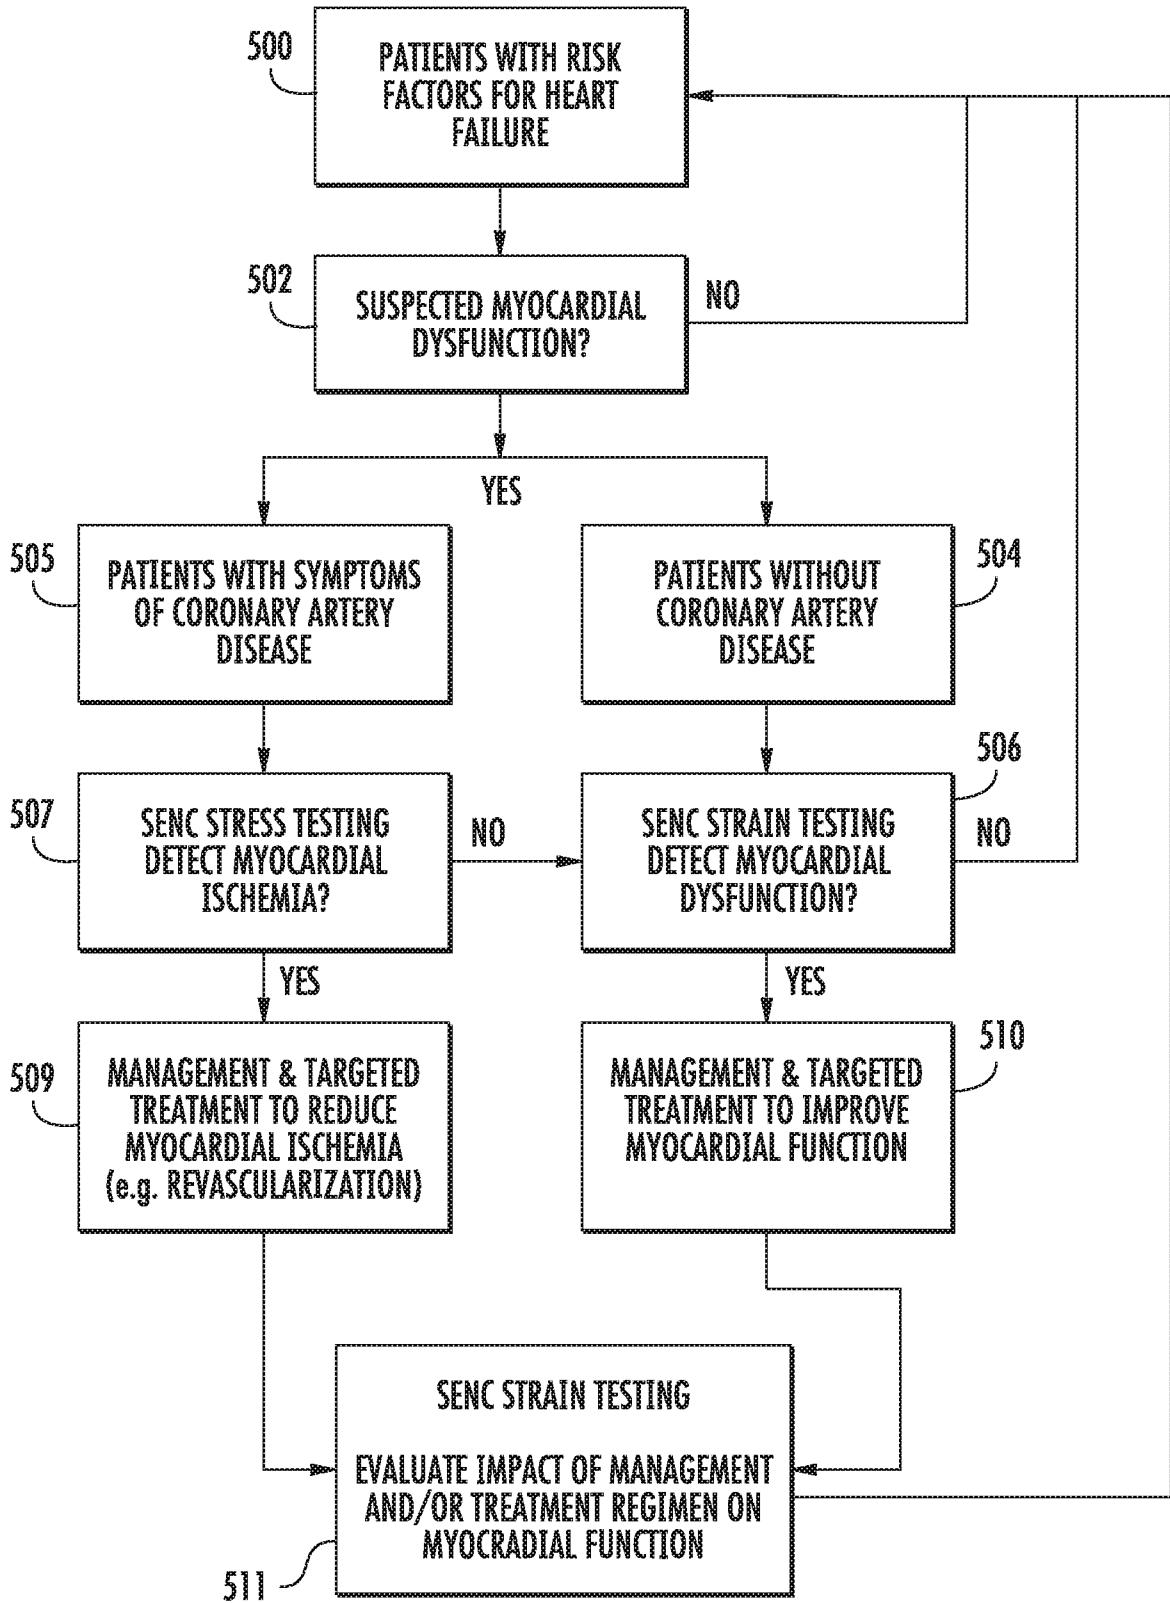 500
PATIENTS WITH RISK
FACTORS FOR HEART
FAILURE
502
SUSPECTED MYOCARDIAL
DYSFUNCTION?
NO
YES
505
PATIENTS WITH SYMPTOMS
OF CORONARY ARTERY
DISEASE
PATIENTS WITHOUT
CORONARY ARTERY
DISEASE
504
507
SENC STRESS TESTING
DETECT MYOCARDIAL
ISCHEMIA?
NO
SENC STRAIN TESTING
DETECT MYOCARDIAL
DYSFUNCTION?
506
NO
YES
YES
509
MANAGEMENT & TARGETED
TREATMENT TO REDUCE
MYOCARDIAL ISCHEMIA
(e.g. REVASCULARIZATION)
MANAGEMENT & TARGETED
TREATMENT TO IMPROVE
MYOCARDIAL FUNCTION
510
SENC STRAIN TESTING
EVALUATE IMPACT OF MANAGEMENT
AND/OR TREATMENT REGIMEN ON
MYOCRADIAL FUNCTION
511